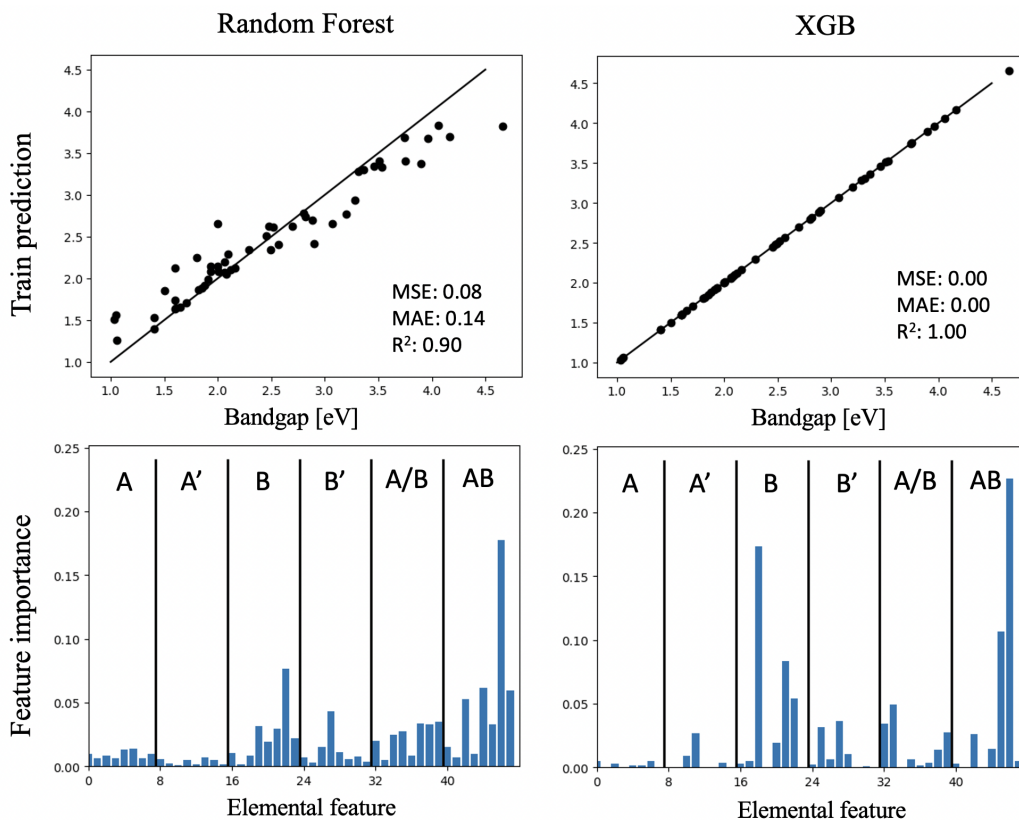 Random Forest
XGB
Train prediction
4.5
4.0
3.5
3.0
2.5
2.0
1.5
1.0
MSE: 0.08
MAE: 0.14
R²: 0.90
1.0 1.5 2.0 2.5 3.0 3.5 4.0 4.5
Bandgap [eV]
4.5
4.0
3.5
3.0
2.5
2.0
1.5
1.0
MSE: 0.00
MAE: 0.00
R²: 1.00
1.0 1.5 2.0 2.5 3.0 3.5 4.0 4.5
Bandgap [eV]
Feature importance
0.25
0.20
0.15
0.10
0.05
0.00
A A’ B B’ A/B AB
0 8 16 24 32 40
Elemental feature
0.25
0.20
0.15
0.10
0.05
0.00
A A’ B B’ A/B AB
0 8 16 24 32 40
Elemental feature